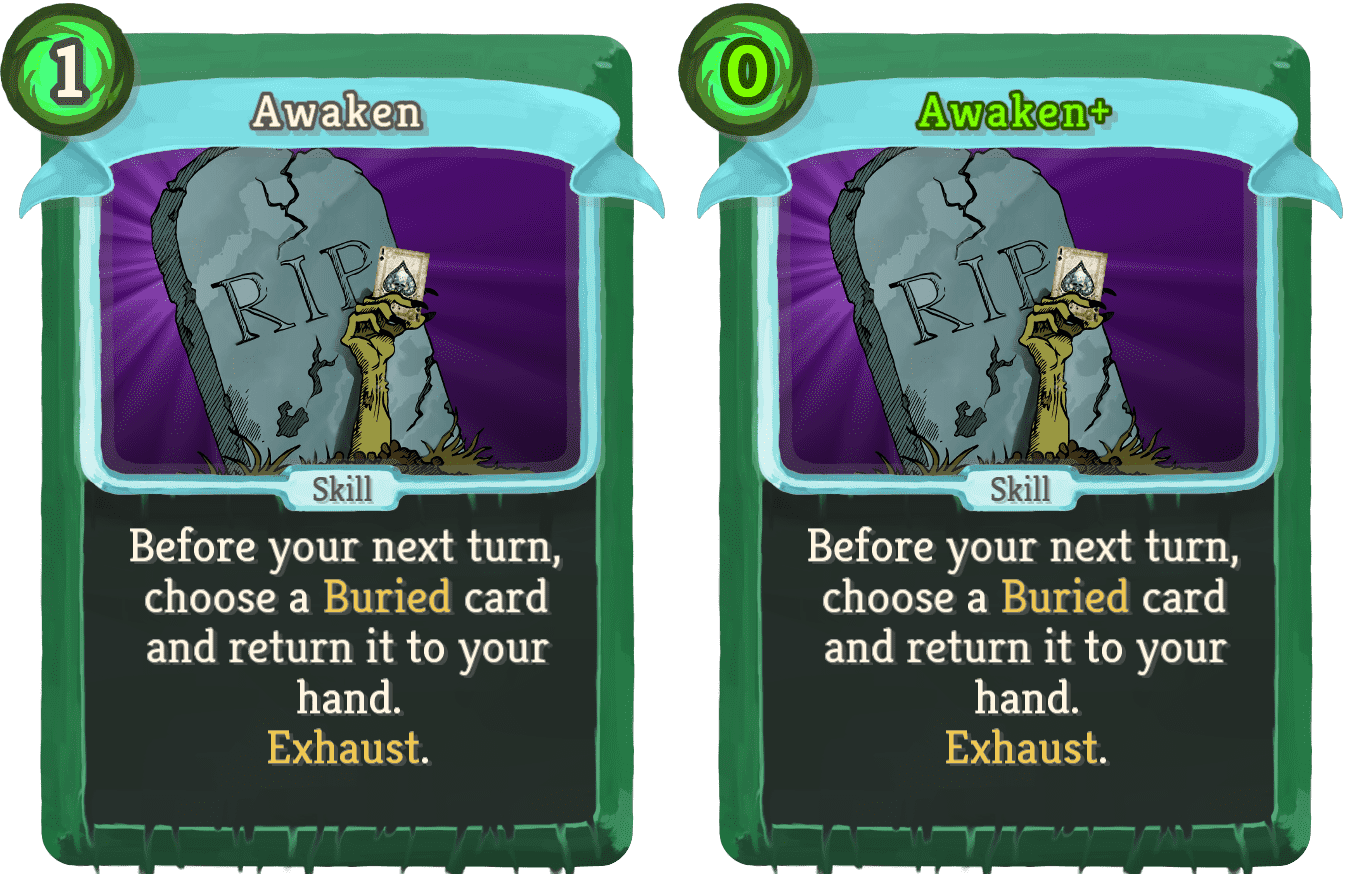 1
Awaken
RIP
Skill
Before your next turn,
choose a Buried card
and return it to your
hand.
Exhaust.
0
Awaken+
RIP
Skill
Before your next turn,
choose a Buried card
and return it to your
hand.
Exhaust.